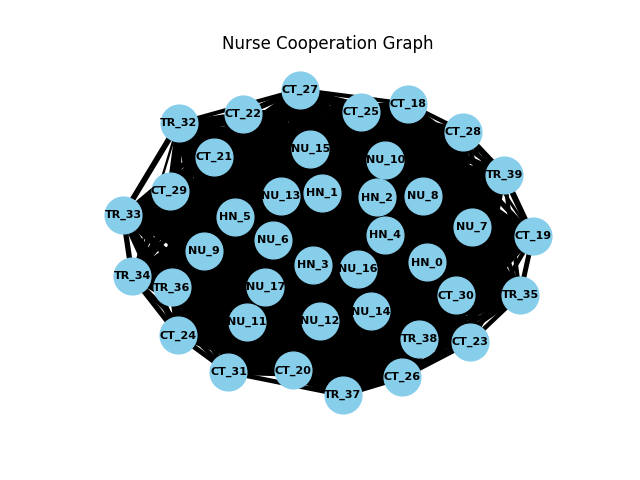 Nurse Cooperation Graph
CT_27
CT_18
CT_22
CT_25
TR_32
CT_28
NU_15
CT_21
NU_10
TR_39
CT_29
NU_13
HN_1
HN_2
NU_8
TR_33
HN_5
NU_7
HN_4
CT_19
NU_6
NU_9
HN_0
HN_3
NU_16
TR_34
TR_36
NU_17
CT_30
TR_35
NU_14
NU_11
NU_12
CT_24
TR_38
CT_23
CT_20
CT_31
CT_26
TR_37